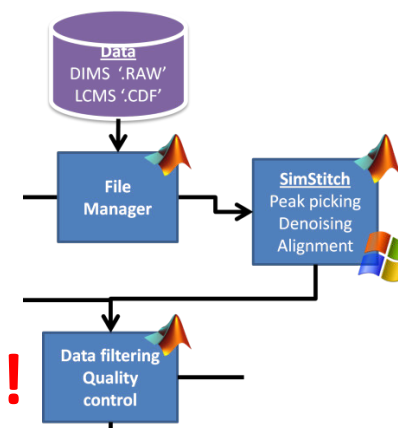 Data
DIMS ‘.RAW’
LCMS ‘.CDF’
File
Manager
SimStitch
Peak picking
Denoising
Alignment
!
Data filtering
Quality
control